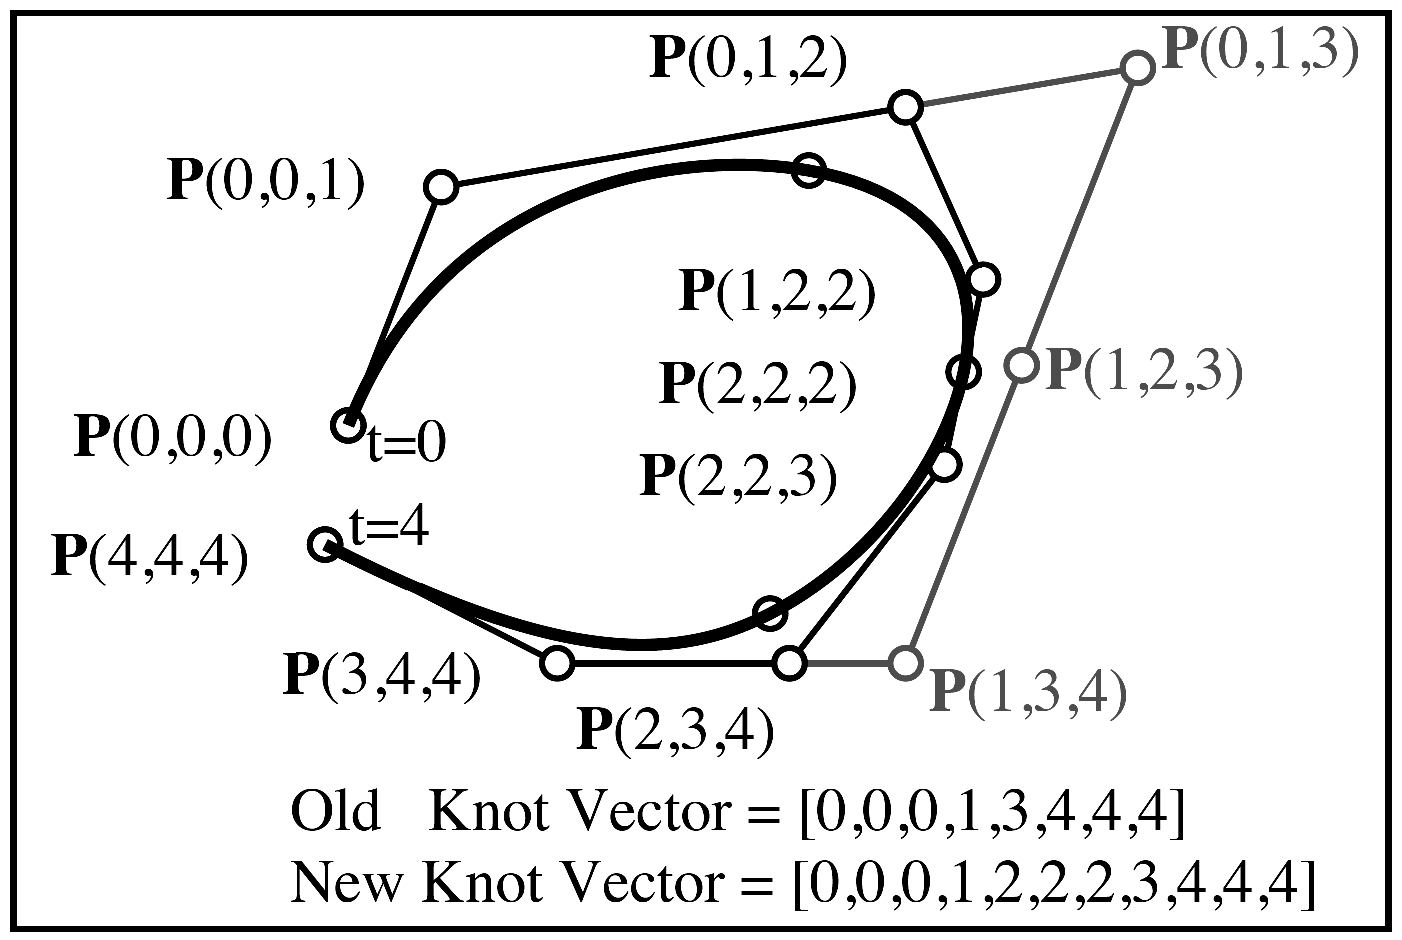 P(0,1,2)
P(0,1,3)
P(0,0,1)
P(1,2,2)
P(2,2,2)
P(1,2,3)
P(0,0,0)
t=0
P(2,2,3)
t=4
P(4,4,4)
P(3,4,4)
P(1,3,4)
P(2,3,4)
Old Knot Vector = [0,0,0,1,3,4,4,4]
New Knot Vector = [0,0,0,1,2,2,2,3,4,4,4]